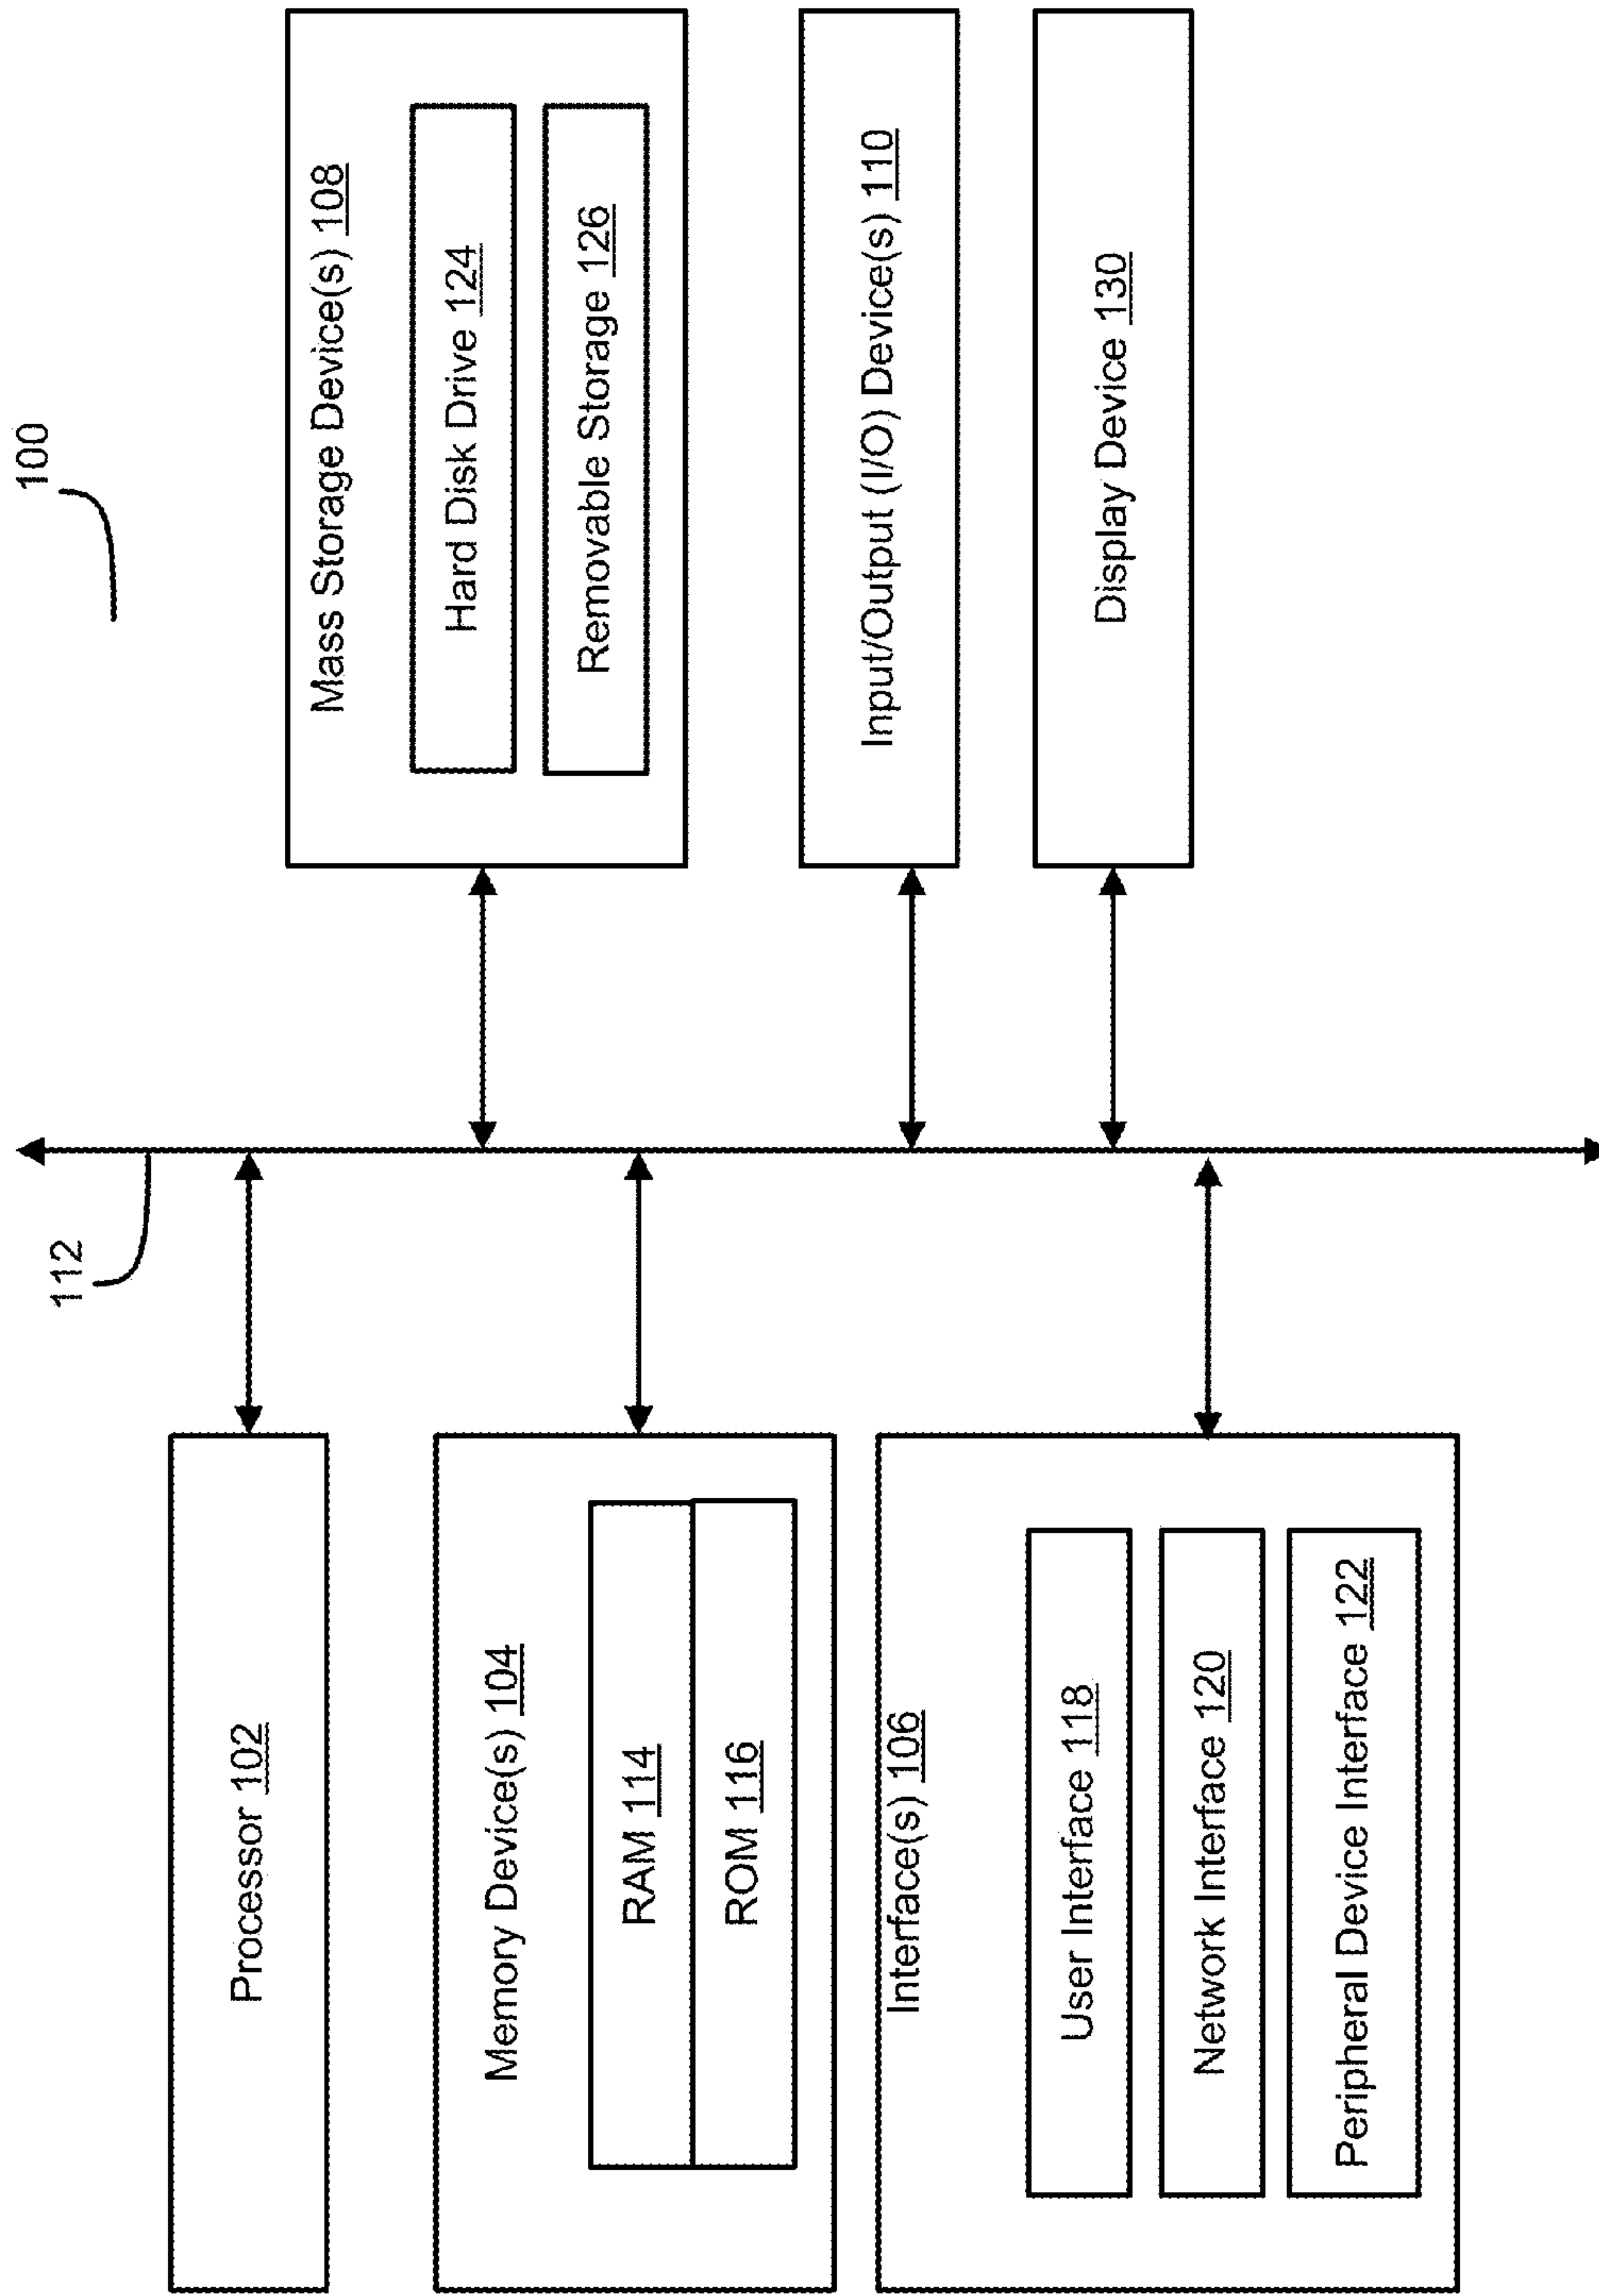 100
112
Processor 102
Memory Device(s) 104
RAM 114
ROM 116
Interface(s) 106
User Interface 118
Network Interface 120
Peripheral Device Interface 122
Mass Storage Device(s) 108
Hard Disk Drive 124
Removable Storage 126
Input/Output (I/O) Device(s) 110
Display Device 130